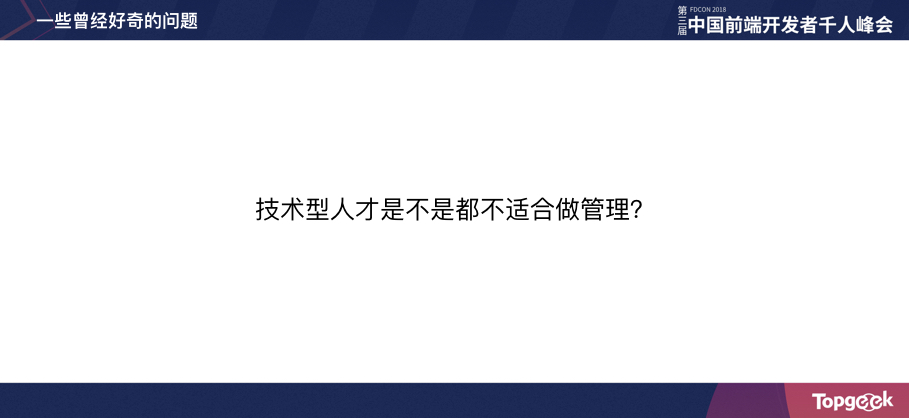 一些曾经好奇的问题
第三届
FDCON 2018
中国前端开发者千人峰会
技术型人才是不是都不适合做管理?
Topgeek